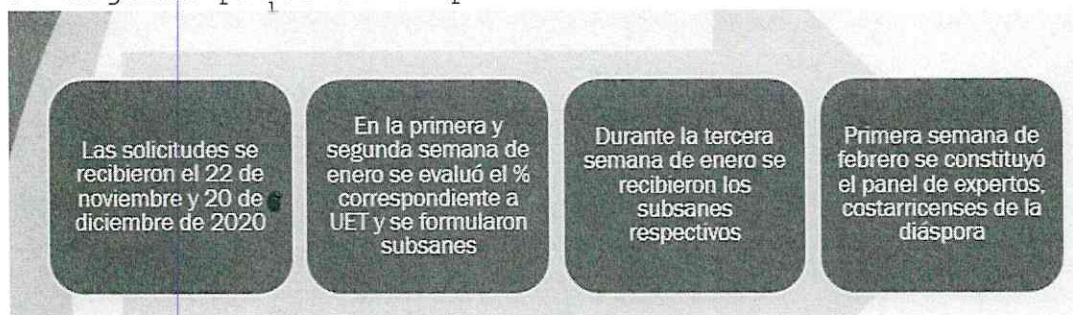 Las solicitudes se
recibieron el 22 de
noviembre y 20 de
diciembre de 2020
En la primera y
segunda semana de
enero se evaluó el %
correspondiente a
UET y se formularon
subsanes
Durante la tercera
semana de enero se
recibieron los
subsanes
respectivos
Primera semana de
febrero se constituyó
el panel de expertos,
costarricenses de la
diáspora